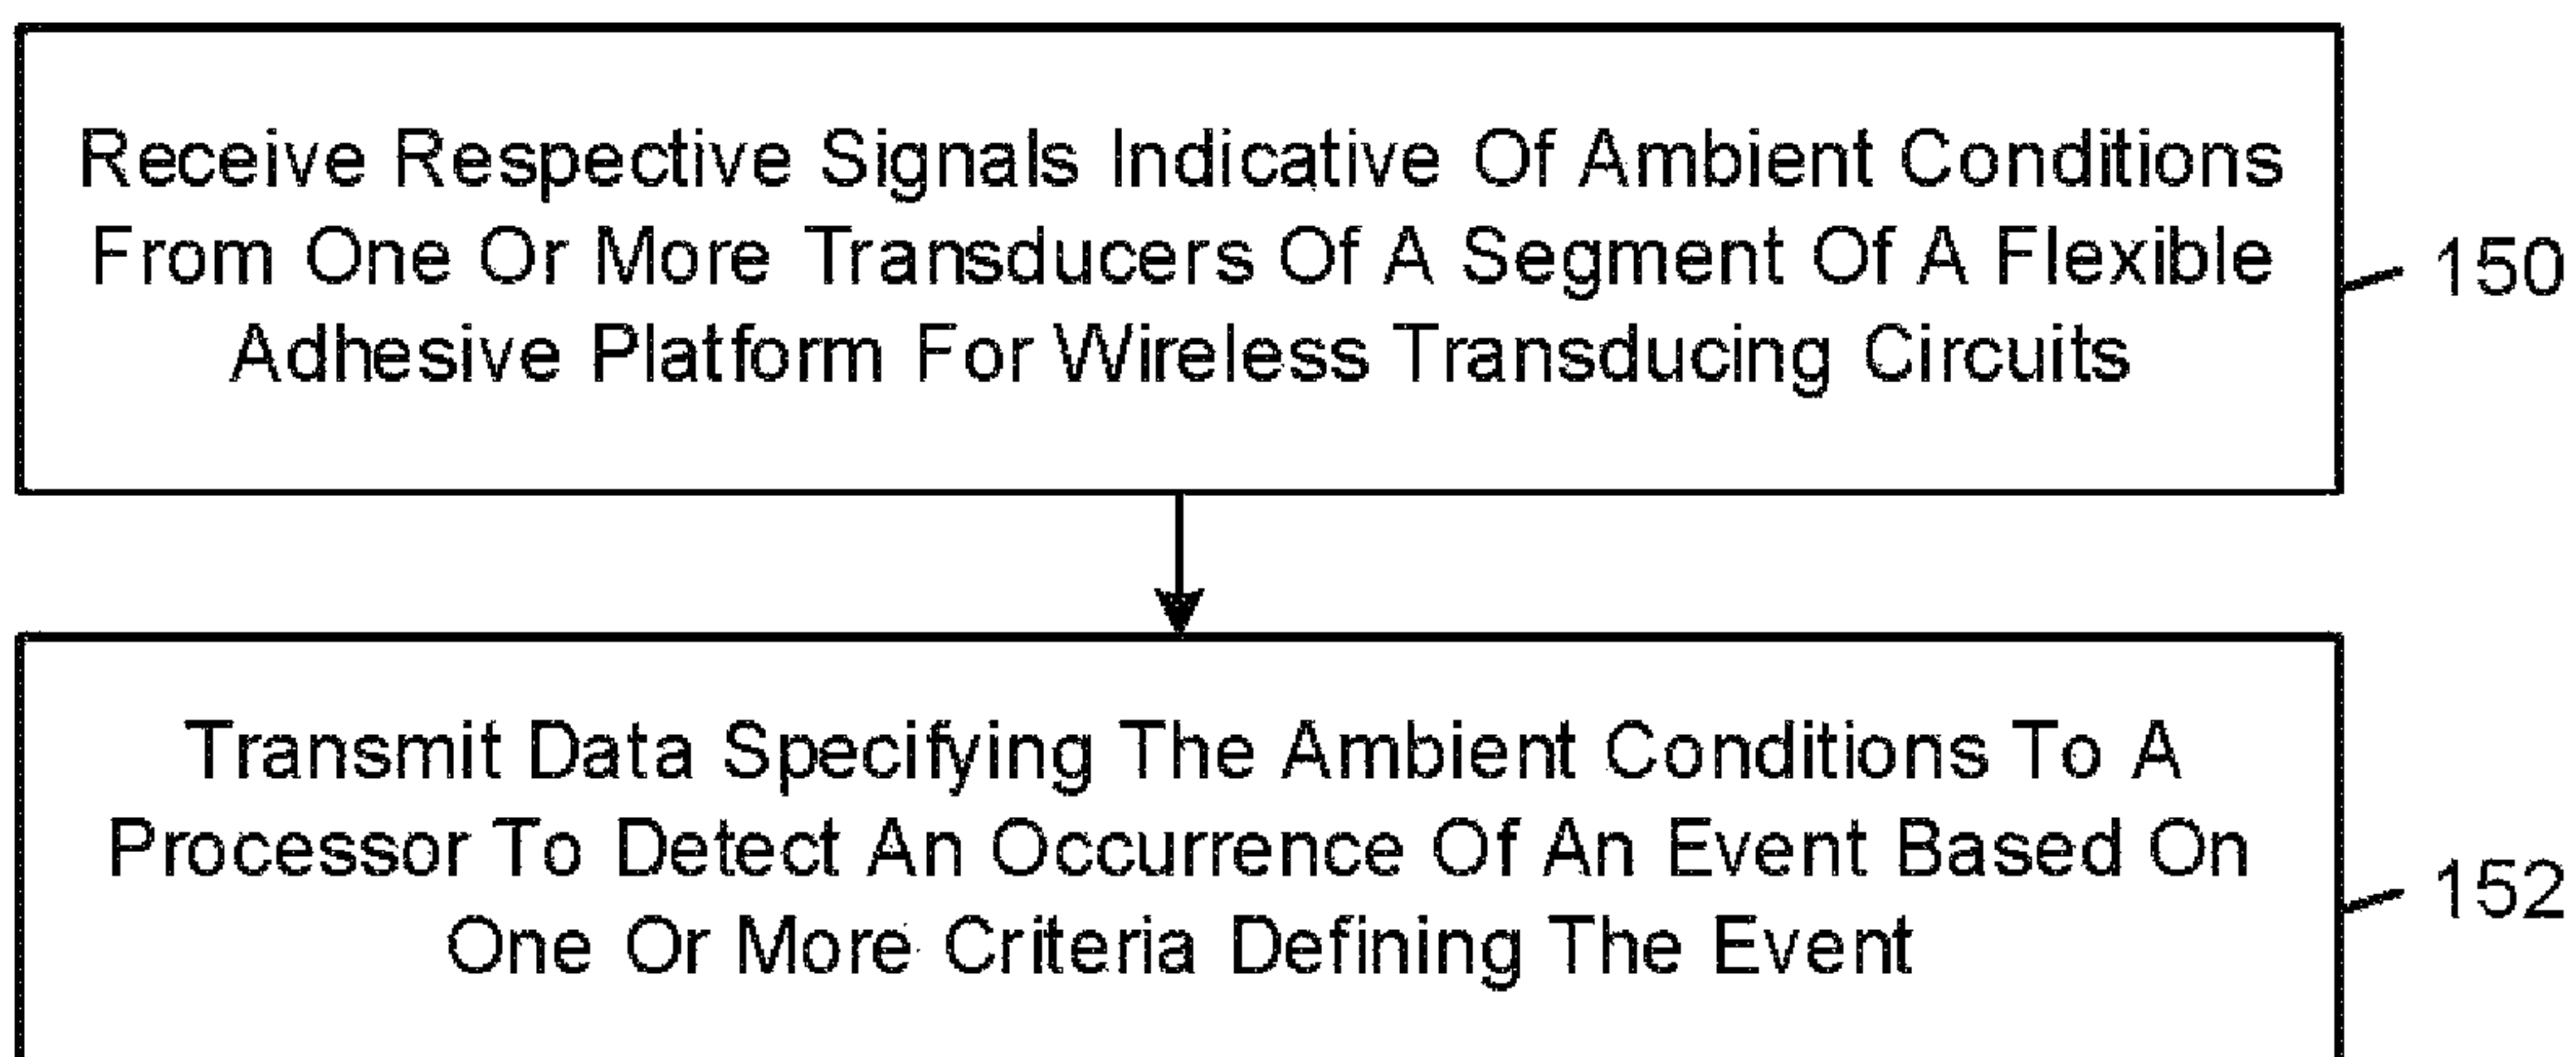 Receive Respective Signals Indicative Of Ambient Conditions
From One Or More Transducers Of A Segment Of A Flexible
Adhesive Platform For Wireless Transducing Circuits
150
Transmit Data Specifying The Ambient Conditions To A
Processor To Detect An Occurrence Of An Event Based On
One Or More Criteria Defining The Event
152